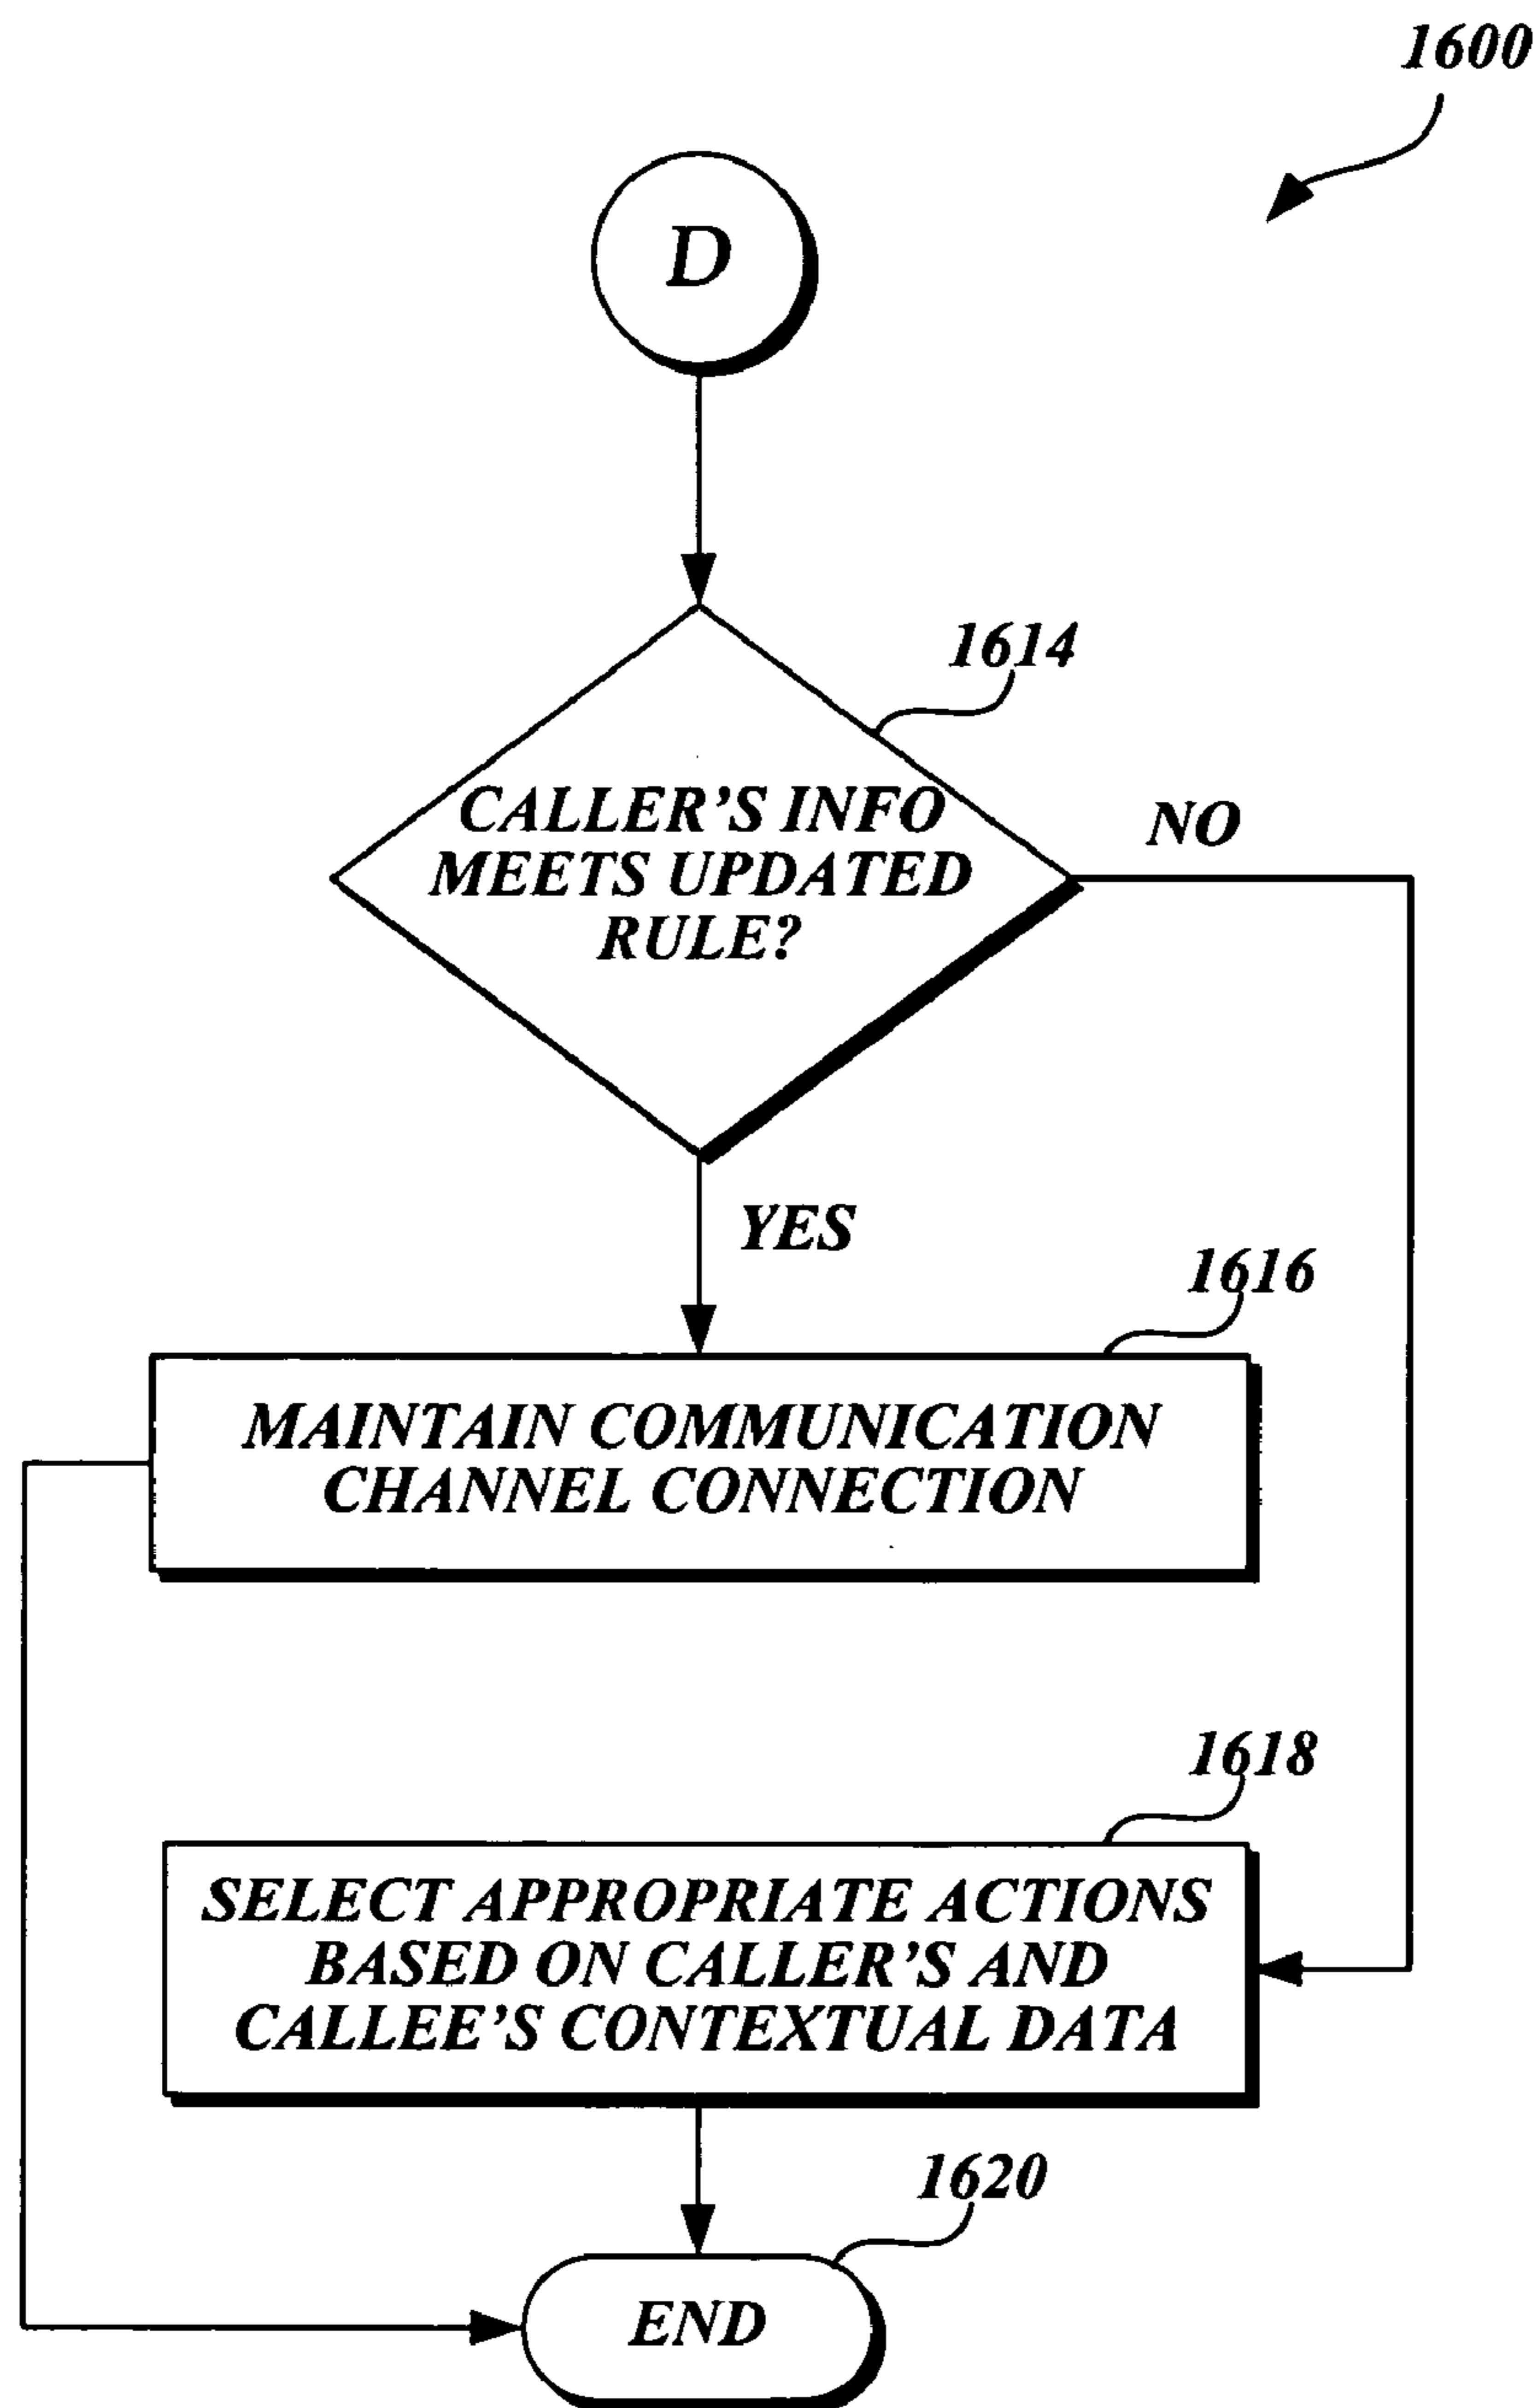 1600
D
1614
CALLER'S INFO
MEETS UPDATED
RULE?
NO
YES
1616
MAINTAIN COMMUNICATION
CHANNEL CONNECTION
1618
SELECT APPROPRIATE ACTIONS
BASED ON CALLER'S AND
CALLEE'S CONTEXTUAL DATA
1620
END